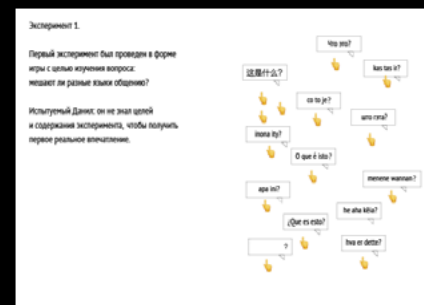 Эксперимент 1.
Первый эксперимент был проведен в форме
игры с целью изучения вопроса:
мешают ли разные языки общению?
Испытуемый Данил: он не знал целей
и содержания эксперимента, чтобы получить
первое реальное впечатление.
Что это?
这是什么?
kas tas ir?
co to je?
што гэта?
inona ity?
O que é isto?
menene wannan?
apa ini?
he aha kēia?
¿Que es esto?
?
hva er dette?